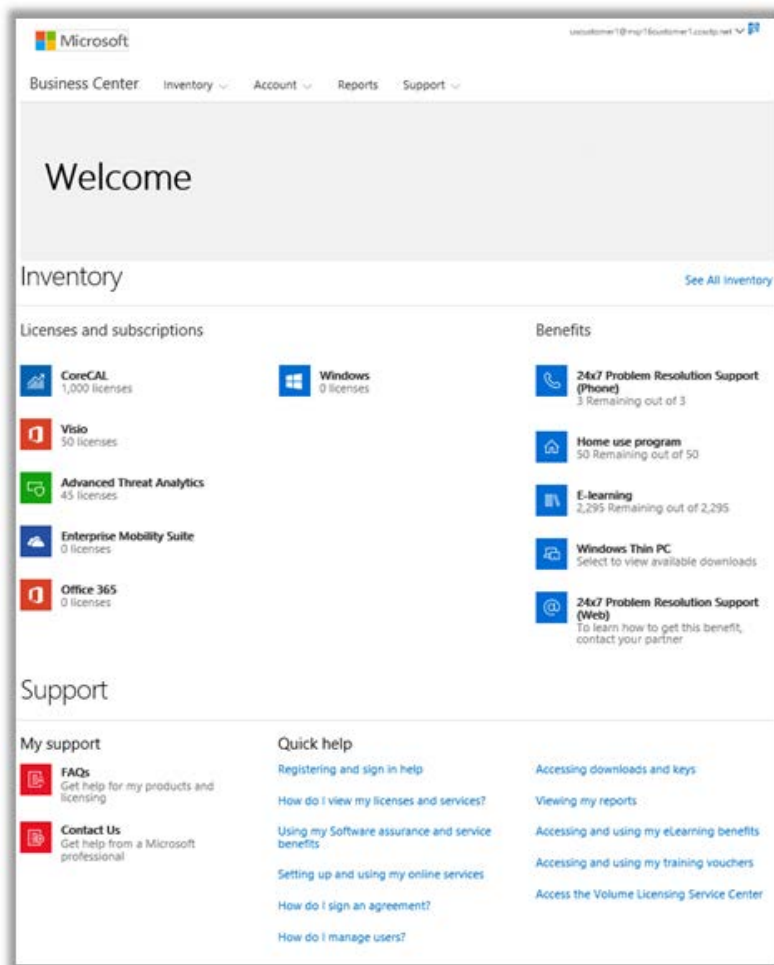 Microsoft
Business Center
Inventory
Account
Reports
Support
Welcome
Inventory
See All Inventory
Licenses and subscriptions
CoreCAL
1,000 licenses
Visio
50 licenses
Advanced Threat Analytics
45 licenses
Enterprise Mobility Suite
0 licenses
Office 365
0 licenses
Windows
0 licenses
Benefits
24x7 Problem Resolution Support
(Phone)
3 Remaining out of 3
Home use program
50 Remaining out of 50
E-learning
2,295 Remaining out of 2,295
Windows Thin PC
Select to view available downloads
24x7 Problem Resolution Support
(Web)
To learn how to get this benefit,
contact your partner
Support
My support
FAQs
Get help for my products and
licensing
Contact Us
Get help from a Microsoft
professional
Quick help
Registering and sign in help
How do I view my licenses and services?
Using my Software assurance and service
benefits
Setting up and using my online services
How do I sign an agreement?
How do I manage users?
Accessing downloads and keys
Viewing my reports
Accessing and using my eLearning benefits
Accessing and using my training vouchers
Access the Volume Licensing Service Center